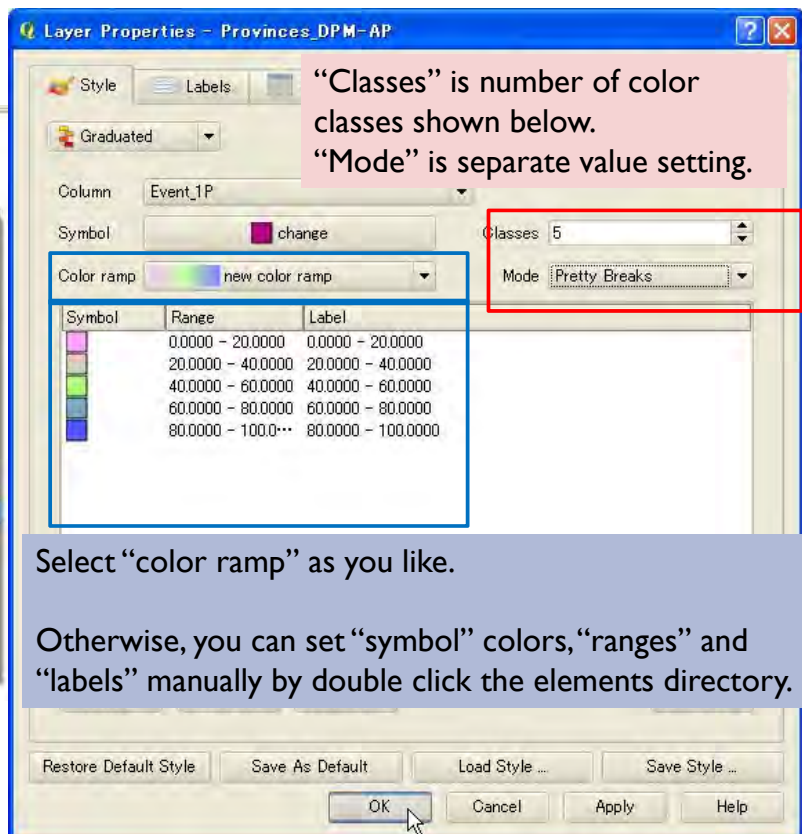 Layer Properties - Provinces_DPM-AP
Style Labels
"Classes" is number of color
classes shown below.
"Mode" is separate value setting.
Graduated
Column Event_1P
Symbol change Classes 5
Color ramp new color ramp Mode Pretty Breaks
Symbol Range Label
0.0000 - 20.0000 0.0000 - 20.0000
20.0000 - 40.0000 20.0000 - 40.0000
40.0000 - 60.0000 40.0000 - 60.0000
60.0000 - 80.0000 60.0000 - 80.0000
80.0000 - 100.0… 80.0000 - 100.0000
Select "color ramp" as you like.
Otherwise, you can set "symbol" colors, "ranges" and
"labels" manually by double click the elements directory.
Restore Default Style Save As Default Load Style ... Save Style ...
OK Cancel Apply Help